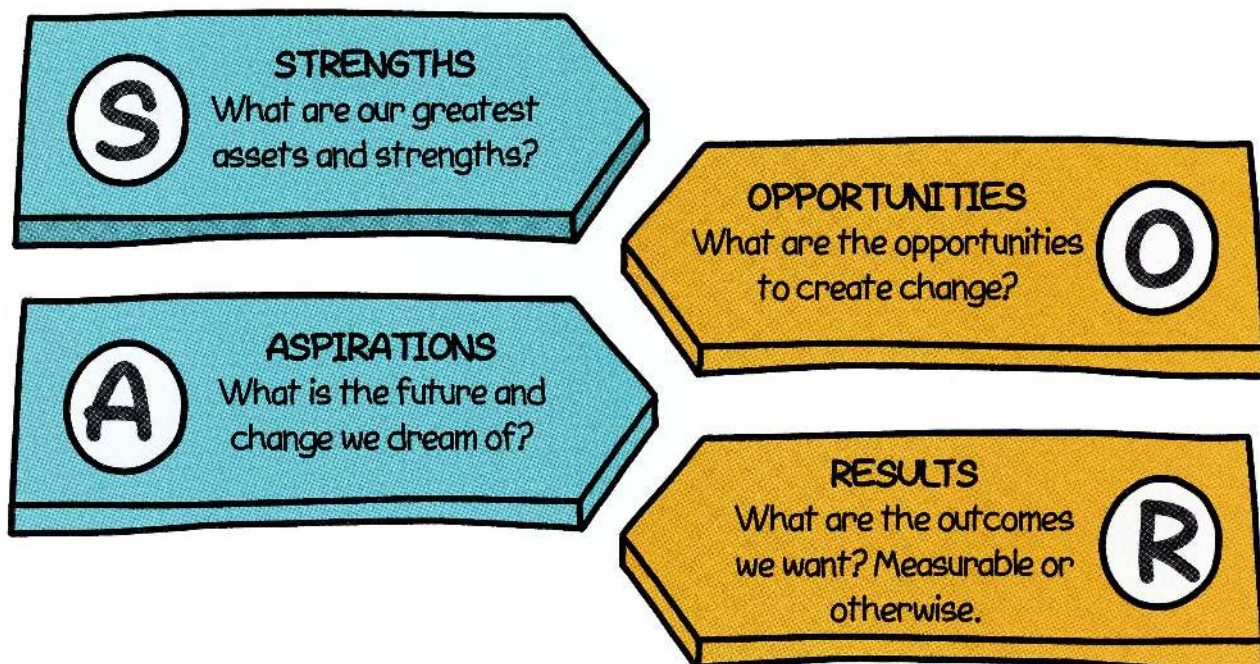 S
STRENGTHS
What are our greatest
assets and strengths?
O
OPPORTUNITIES
What are the opportunities
to create change?
A
ASPIRATIONS
What is the future and
change we dream of?
R
RESULTS
What are the outcomes
we want? Measurable or
otherwise.